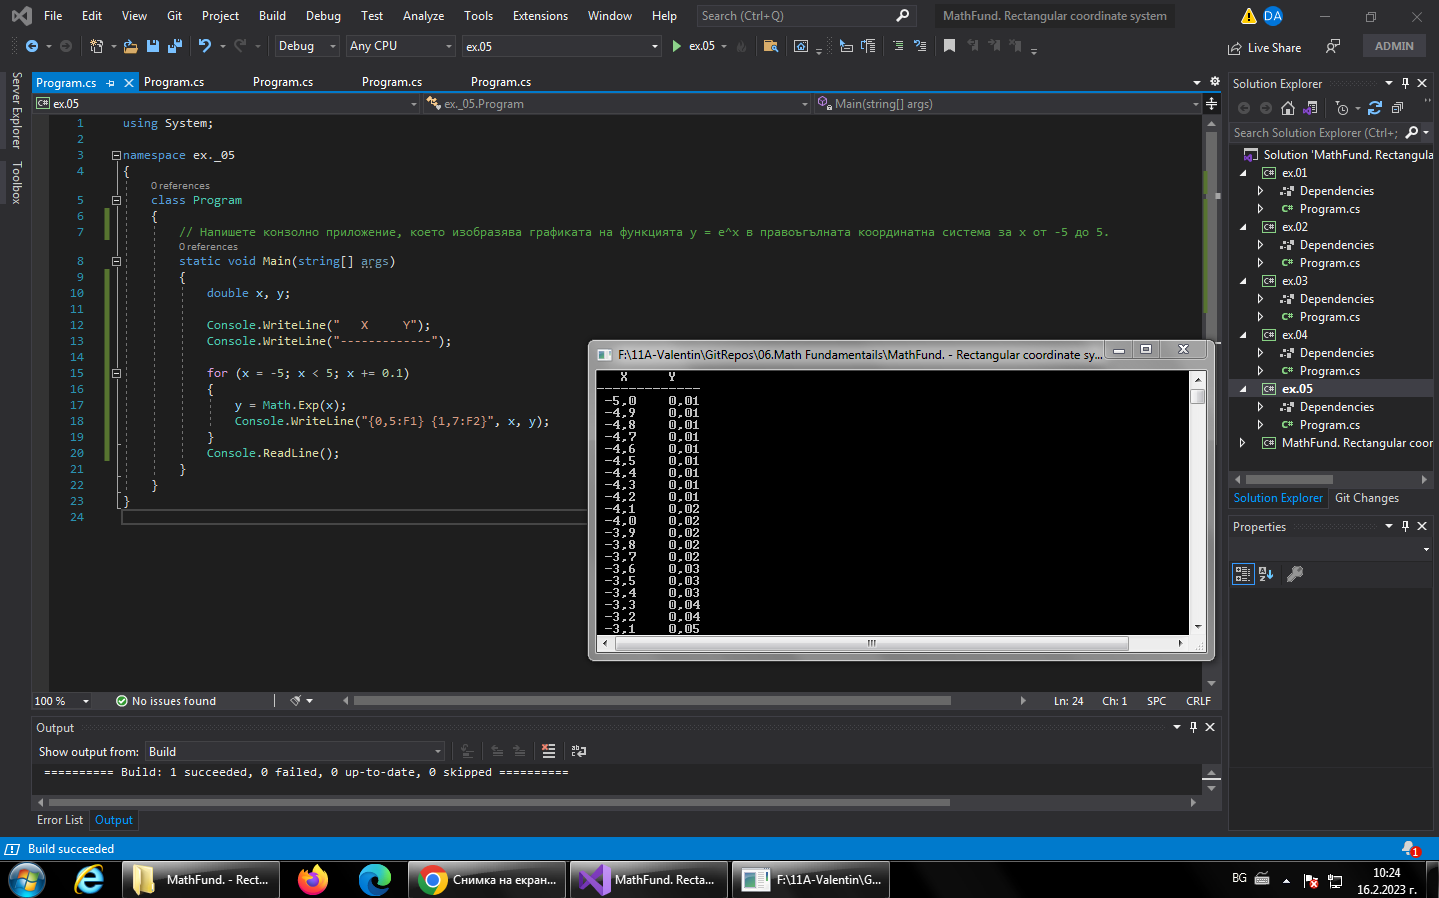 File Edit View Git Project Build Debug Test Analyze Tools Extensions Window Help Search (Ctrl+Q) MathFund. Rectangular coordinate system DA
Debug Any CPU ex.05 ex.05 Live Share ADMIN
Server Explorer
Toolbox
Program.cs Program.cs Program.cs Program.cs Program.cs
C# ex.05 ex._05.Program Main(string[] args)
1 using System;
2
3 namespace ex._05
4 {
0 references
5 class Program
6 {
7 // Напишете конзолно приложение, което изобразява графиката на функцията y = e^x в правоъгълната координатна система за x от -5 до 5.
0 references
8 static void Main(string[] args)
9 {
10 double x, y;
11
12 Console.WriteLine("   X     Y");
13 Console.WriteLine("-------------");
14
15 for (x = -5; x < 5; x += 0.1)
16 {
17 y = Math.Exp(x);
18 Console.WriteLine("{0,5:F1} {1,7:F2}", x, y);
19 }
20 Console.ReadLine();
21 }
22 }
23 }
24
F:\11A-Valentin\GitRepos\06.Math Fundamentails\MathFund. - Rectangular coordinate sy...
X Y
-------------
-5,0 0,01
-4,9 0,01
-4,8 0,01
-4,7 0,01
-4,6 0,01
-4,5 0,01
-4,4 0,01
-4,3 0,01
-4,2 0,01
-4,1 0,02
-4,0 0,02
-3,9 0,02
-3,8 0,02
-3,7 0,02
-3,6 0,03
-3,5 0,03
-3,4 0,03
-3,3 0,04
-3,2 0,04
-3,1 0,05
100 % No issues found Ln: 24 Ch: 1 SPC CRLF
Output
Show output from: Build
========== Build: 1 succeeded, 0 failed, 0 up-to-date, 0 skipped ==========
Error List Output
Solution Explorer
Search Solution Explorer (Ctrl+;
Solution 'MathFund. Rectangula
C# ex.01
Dependencies
C# Program.cs
C# ex.02
Dependencies
C# Program.cs
C# ex.03
Dependencies
C# Program.cs
C# ex.04
Dependencies
C# Program.cs
C# ex.05
Dependencies
C# Program.cs
C# MathFund. Rectangular coor
Solution Explorer Git Changes
Properties
Build succeeded 1
MathFund. - Rect... Снимка на екран... MathFund. Recta... F:\11A-Valentin\G... BG 10:24
16.2.2023 г.